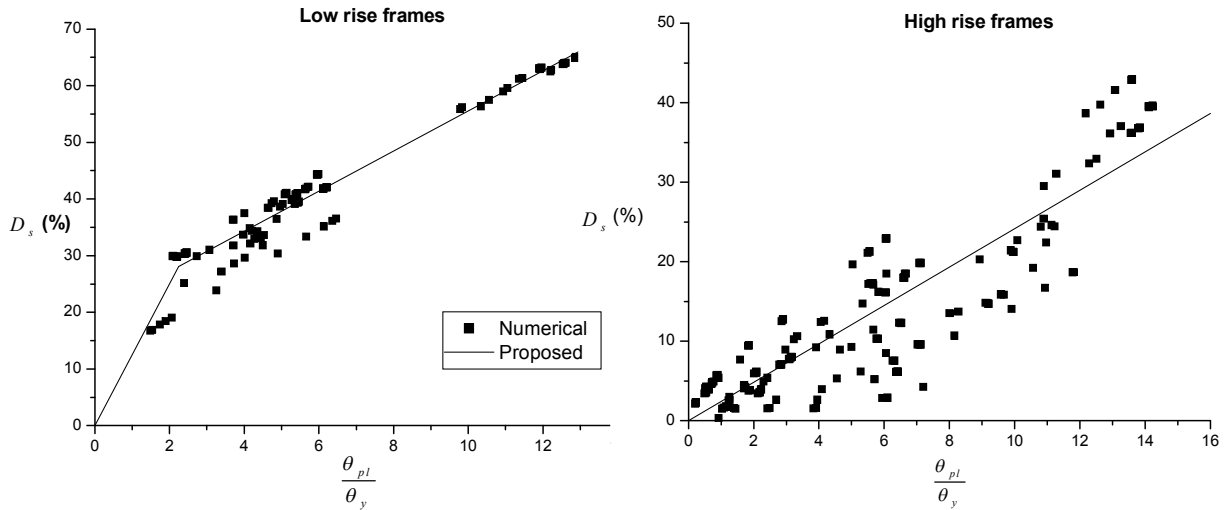 Low rise frames
70
60
50
40
30
20
10
0
D_s (%)
Numerical
Proposed
0 2 4 6 8 10 12
θ_pl
θ_y
High rise frames
50
40
30
20
10
0
D_s (%)
0 2 4 6 8 10 12 14 16
θ_pl
θ_y